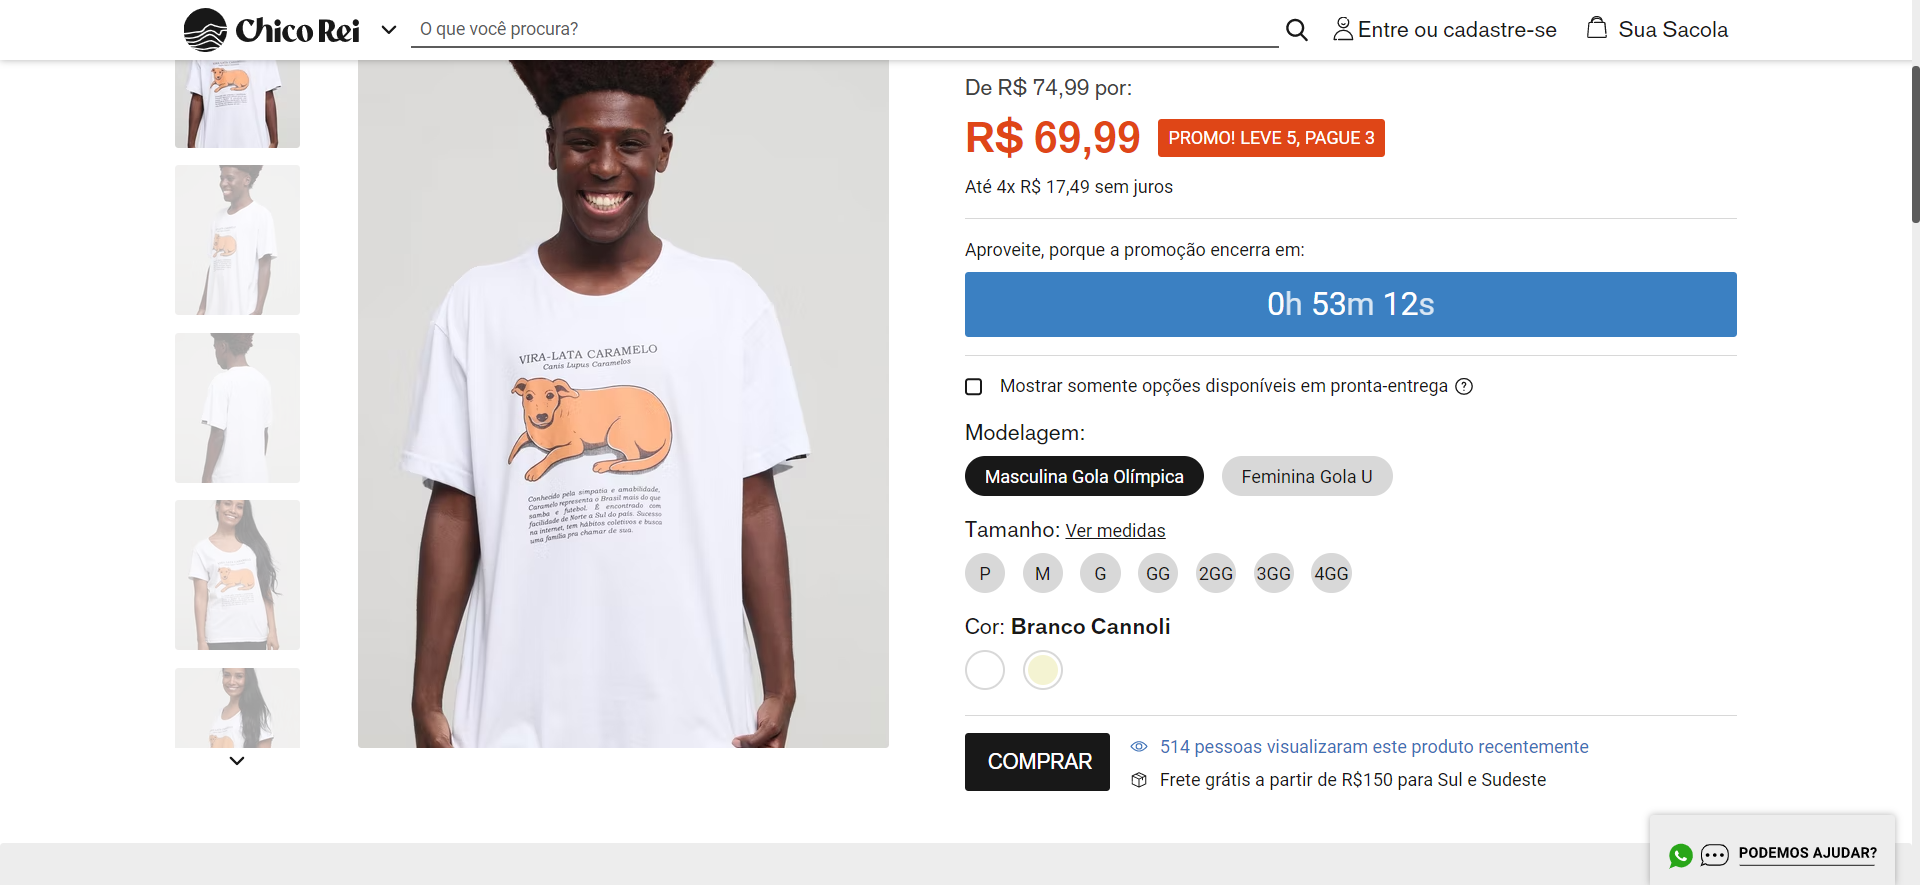 Chico Rei
O que você procura?
Entre ou cadastre-se
Sua Sacola
VIRA-LATA CARAMELO
Canis Lupus Caramelos
Conhecido pela simpatia e amabilidade,
Caramelo representa o Brasil mais do que
samba e futebol. É encontrado com
facilidade de Norte a Sul do país. Sucesso
na internet, tem hábitos coletivos e busca
uma família pra chamar de sua.
De R$ 74,99 por:
R$ 69,99
PROMO! LEVE 5, PAGUE 3
Até 4x R$ 17,49 sem juros
Aproveite, porque a promoção encerra em:
0h 53m 12s
Mostrar somente opções disponíveis em pronta-entrega ?
Modelagem:
Masculina Gola Olímpica
Feminina Gola U
Tamanho: Ver medidas
P M G GG 2GG 3GG 4GG
Cor: Branco Cannoli
COMPRAR
514 pessoas visualizaram este produto recentemente
Frete grátis a partir de R$150 para Sul e Sudeste
PODEMOS AJUDAR?